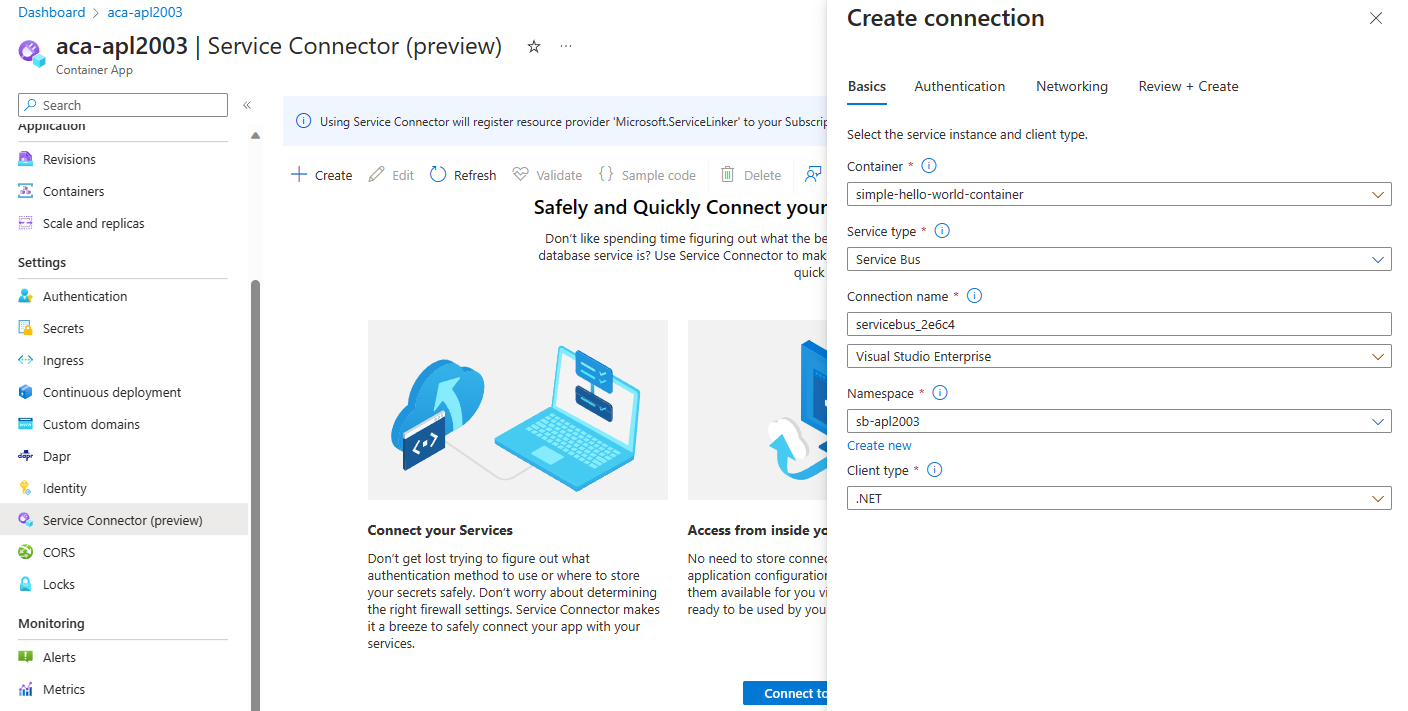 Dashboard > aca-apl2003
aca-apl2003 | Service Connector (preview)
Container App
Search
Application
Revisions
Containers
Scale and replicas
Settings
Authentication
Secrets
Ingress
Continuous deployment
Custom domains
Dapr
Identity
Service Connector (preview)
CORS
Locks
Monitoring
Alerts
Metrics
Using Service Connector will register resource provider 'Microsoft.ServiceLinker' to your Subscrip
Create Edit Refresh Validate {} Sample code Delete
Safely and Quickly Connect your
Don't like spending time figuring out what the be
database service is? Use Service Connector to mak
quick
Connect your Services
Don't get lost trying to figure out what
authentication method to use or where to store
your secrets safely. Don't worry about determining
the right firewall settings. Service Connector makes
it a breeze to safely connect your app with your
services.
Access from inside yo
No need to store connec
application configuration
them available for you vi
ready to be used by you
Connect to
Create connection
Basics Authentication Networking Review + Create
Select the service instance and client type.
Container *
simple-hello-world-container
Service type *
Service Bus
Connection name *
servicebus_2e6c4
Visual Studio Enterprise
Namespace *
sb-apl2003
Create new
Client type *
.NET